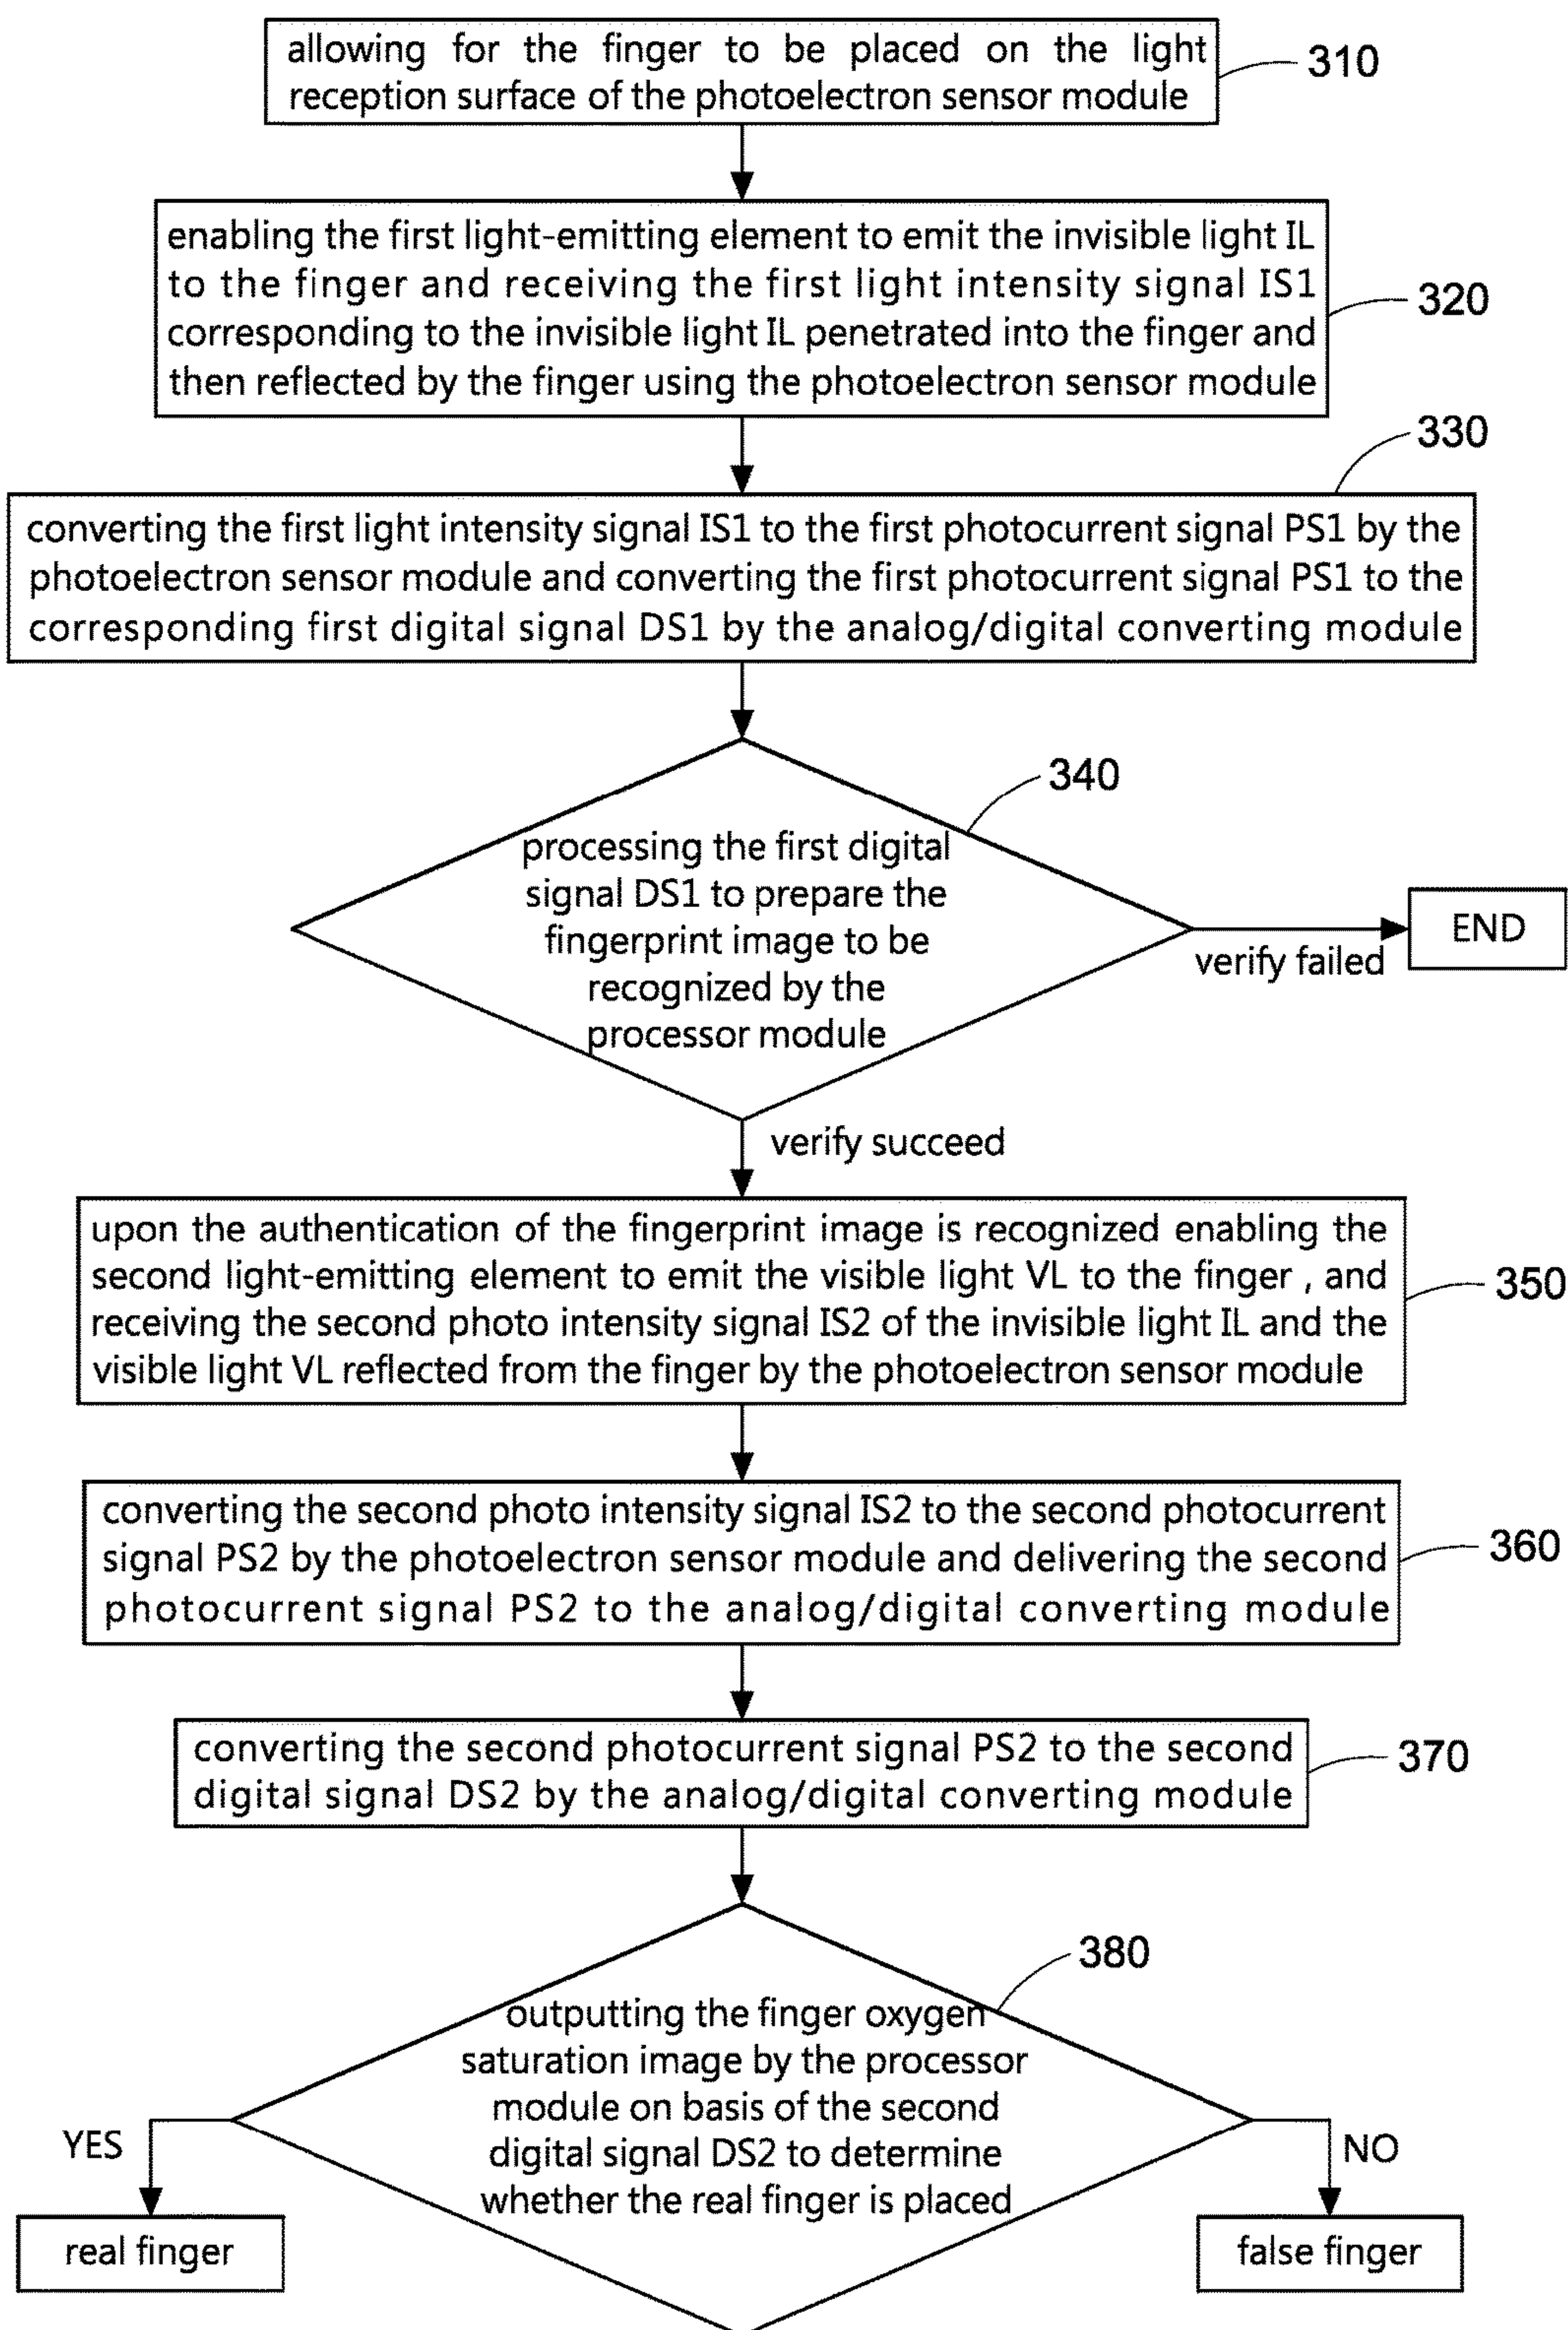 allowing for the finger to be placed on the light
reception surface of the photoelectron sensor module
310
enabling the first light-emitting element to emit the invisible light IL
to the finger and receiving the first light intensity signal IS1
corresponding to the invisible light IL penetrated into the finger and
then reflected by the finger using the photoelectron sensor module
320
330
converting the first light intensity signal IS1 to the first photocurrent signal PS1 by the
photoelectron sensor module and converting the first photocurrent signal PS1 to the
corresponding first digital signal DS1 by the analog/digital converting module
340
processing the first digital
signal DS1 to prepare the
fingerprint image to be
recognized by the
processor module
verify failed
END
verify succeed
upon the authentication of the fingerprint image is recognized enabling the
second light-emitting element to emit the visible light VL to the finger , and
receiving the second photo intensity signal IS2 of the invisible light IL and the
visible light VL reflected from the finger by the photoelectron sensor module
350
converting the second photo intensity signal IS2 to the second photocurrent
signal PS2 by the photoelectron sensor module and delivering the second
photocurrent signal PS2 to the analog/digital converting module
360
converting the second photocurrent signal PS2 to the second
digital signal DS2 by the analog/digital converting module
370
380
outputting the finger oxygen
saturation image by the processor
module on basis of the second
digital signal DS2 to determine
whether the real finger is placed
YES
NO
real finger
false finger